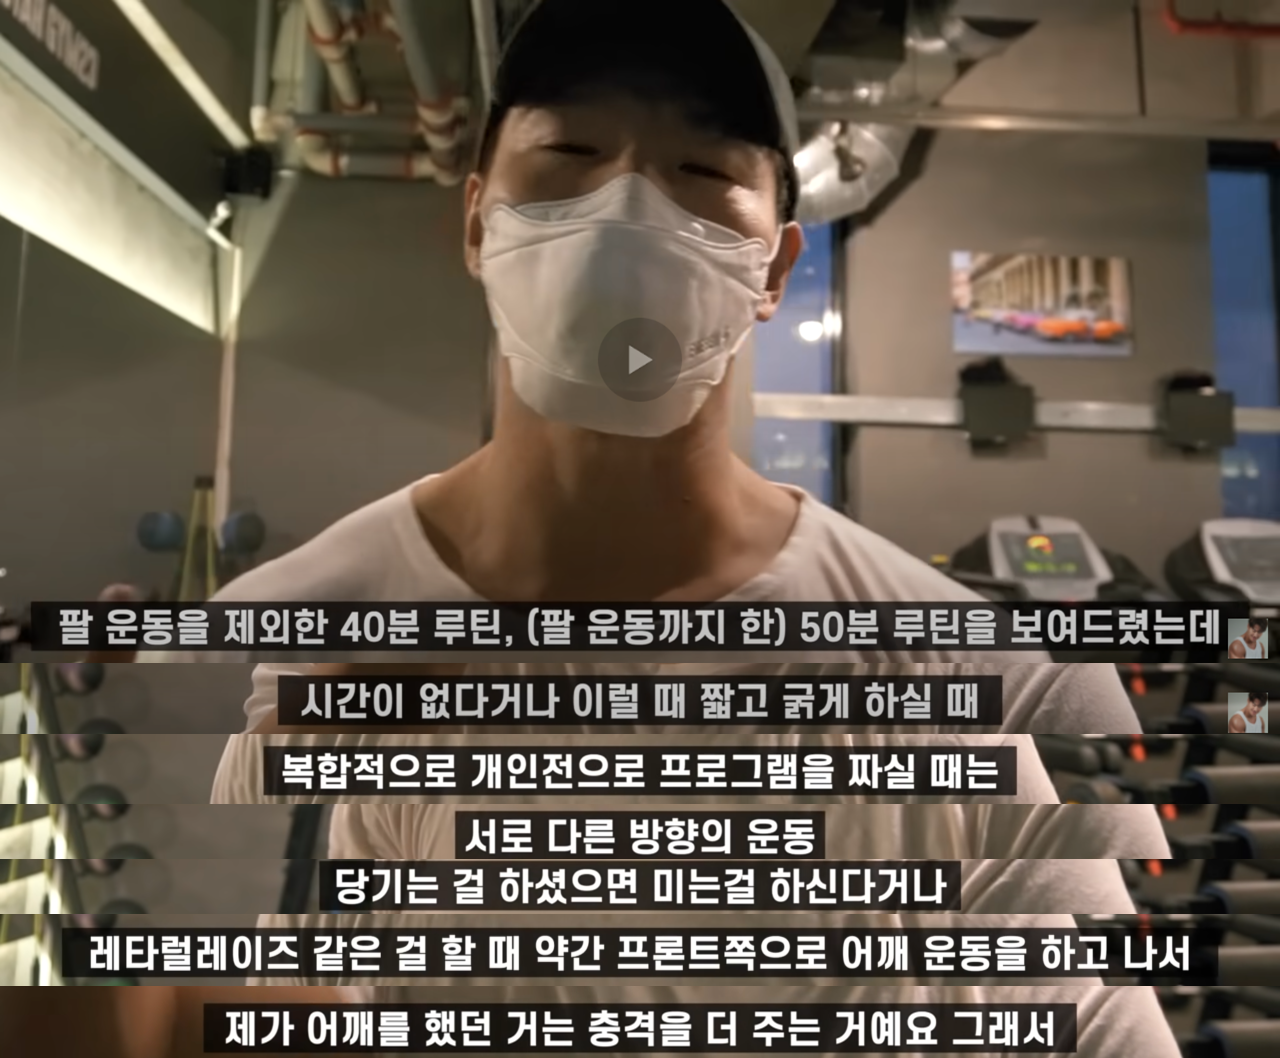 팔 운동을 제외한 40분 루틴, (팔 운동까지 한) 50분 루틴을 보여드렸는데
시간이 없다거나 이럴 때 짧고 굵게 하실 때
복합적으로 개인전으로 프로그램을 짜실 때는
서로 다른 방향의 운동
당기는 걸 하셨으면 미는걸 하신다거나
레타럴레이즈 같은 걸 할 때 약간 프론트쪽으로 어깨 운동을 하고 나서
제가 어깨를 했던 거는 충격을 더 주는 거예요 그래서